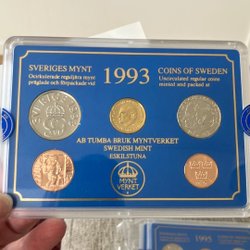 SVERIGES MYNT
Ocirkulerade reguljära mynt
präglade och förpackade vid
1993
COINS OF SWEDEN
Uncirculated regular coins
minted and packed at
AB TUMBA BRUK MYNTVERKET
SWEDISH MINT
ESKILSTUNA
MYNT
VERKET
1995